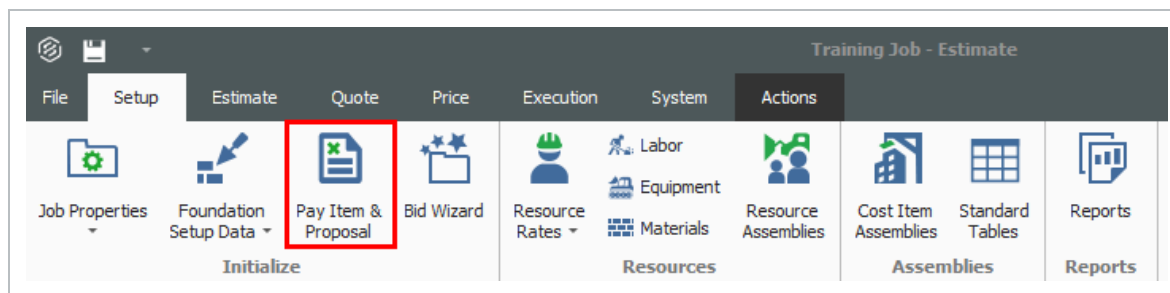 Training Job - Estimate
File Setup Estimate Quote Price Execution System Actions
Labor
Equipment
Job Properties Foundation Pay Item & Bid Wizard Resource Materials Resource Cost Item Standard Reports
Setup Data Proposal Rates Assemblies Assemblies Tables
Initialize Resources Assemblies Reports